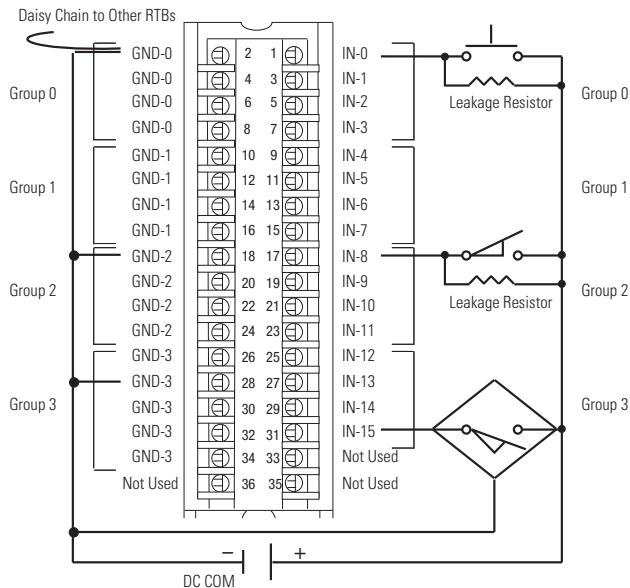 Daisy Chain to Other RTBs
GND-0 2 1 IN-0
GND-0 4 3 IN-1
Group 0 Group 0
GND-0 6 5 IN-2
Leakage Resistor
GND-0 8 7 IN-3
GND-1 10 9 IN-4
GND-1 12 11 IN-5
Group 1 Group 1
GND-1 14 13 IN-6
GND-1 16 15 IN-7
GND-2 18 17 IN-8
GND-2 20 19 IN-9
Group 2 Group 2
GND-2 22 21 IN-10
Leakage Resistor
GND-2 24 23 IN-11
GND-3 26 25 IN-12
GND-3 28 27 IN-13
Group 3 Group 3
GND-3 30 29 IN-14
GND-3 32 31 IN-15
GND-3 34 33 Not Used
Not Used 36 35 Not Used
– +
DC COM